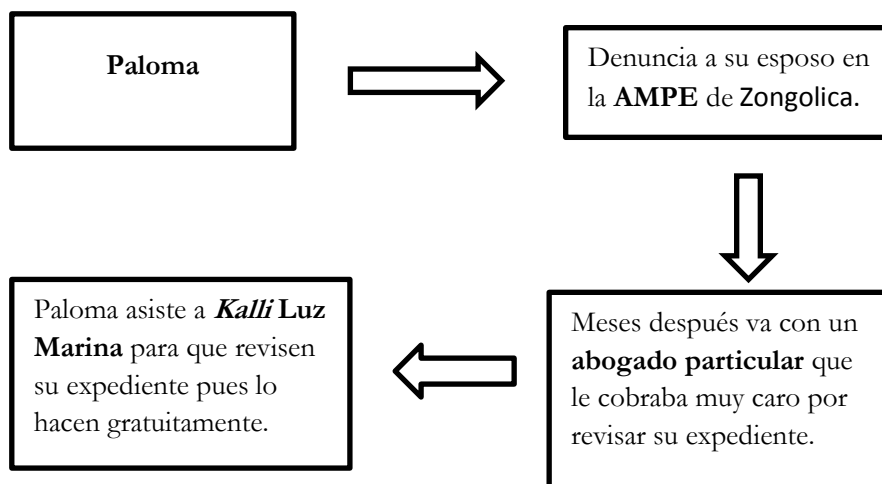 Paloma
Denuncia a su esposo en
la AMPE de Zongolica.
Meses después va con un
abogado particular que
le cobraba muy caro por
revisar su expediente.
Paloma asiste a Kalli Luz
Marina para que revisen
su expediente pues lo
hacen gratuitamente.